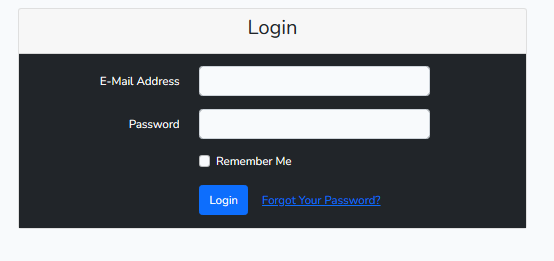 Login
E-Mail Address
Password
Remember Me
Login Forgot Your Password?